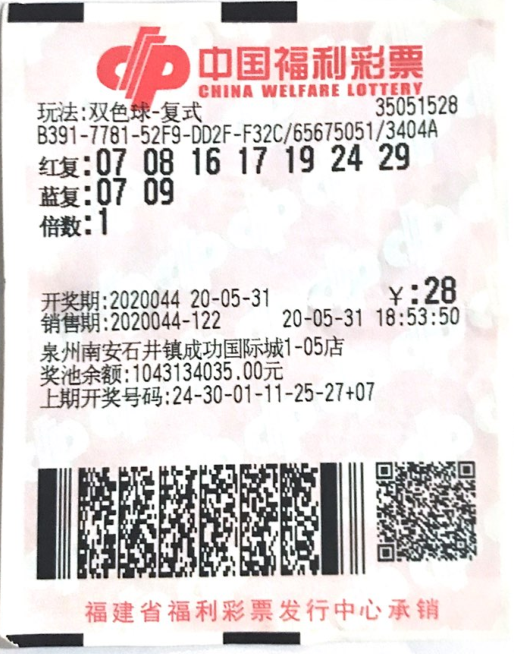 中国福利彩票
CHINA WELFARE LOTTERY
玩法:双色球-复式 35051528
B391-7781-52F9-DD2F-F32C/65675051/3404A
红复:07 08 16 17 19 24 29
蓝复:07 09
倍数:1
开奖期:2020044 20-05-31 ¥:28
销售期:2020044-122 20-05-31 18:53:50
泉州南安石井镇成功国际城1-05店
奖池余额:1043134035.00元
上期开奖号码:24-30-01-11-25-27+07
福建省福利彩票发行中心承销